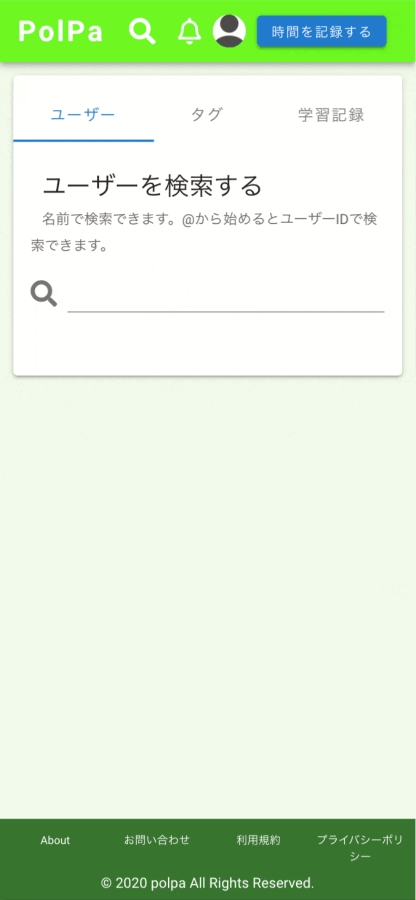 PolPa
時間を記録する
ユーザー
タグ
学習記録
ユーザーを検索する
名前で検索できます。@から始めるとユーザーIDで検
索できます。
About
お問い合わせ
利用規約
プライバシーポリ
シー
© 2020 polpa All Rights Reserved.